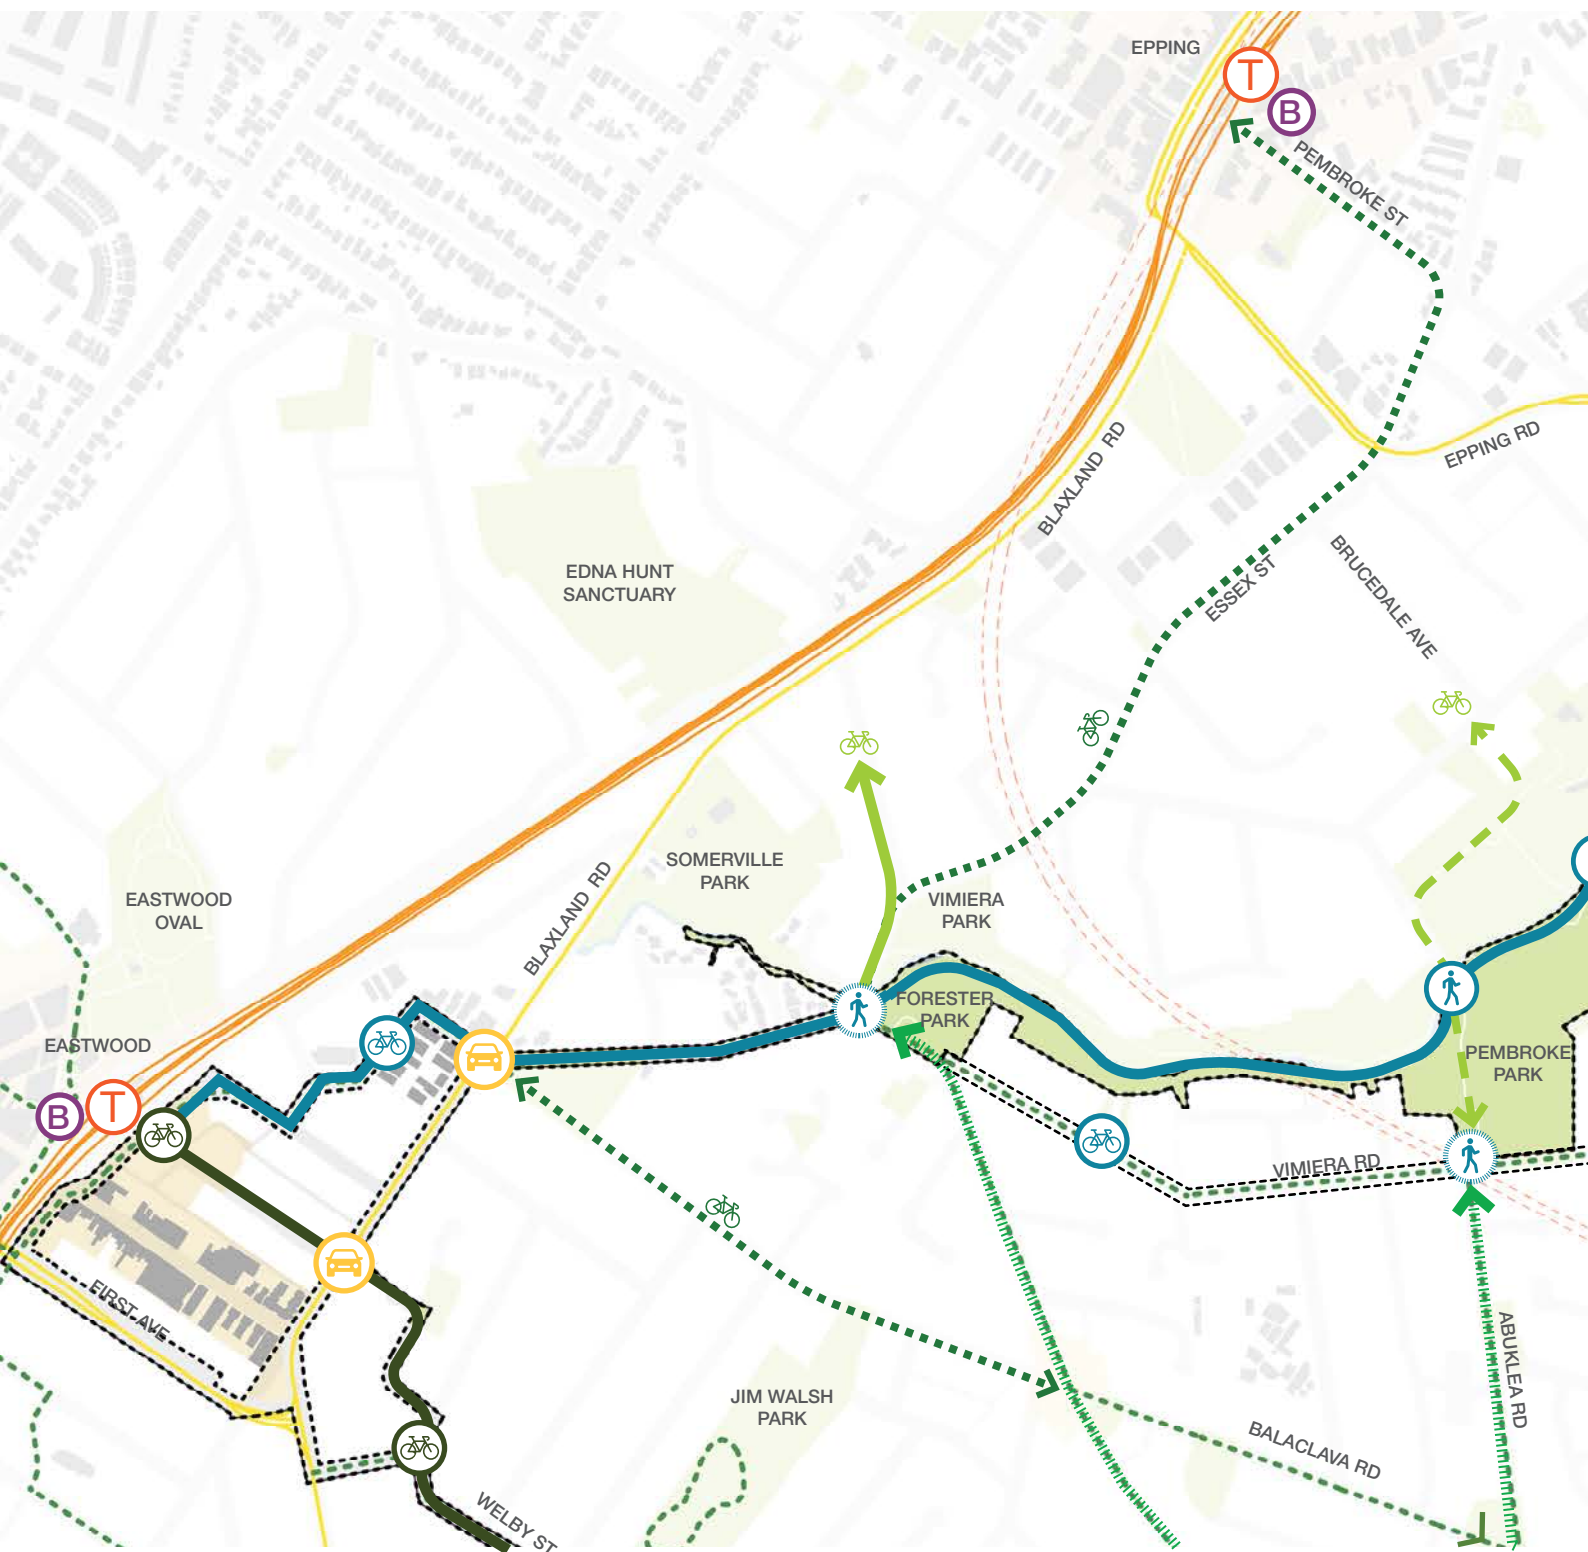 EPPING
T
B
PEMBROKE ST
BLAXLAND RD
EPPING RD
EDNA HUNT
SANCTUARY
ESSEX ST
BRUCEDALE AVE
SOMERVILLE
PARK
EASTWOOD
OVAL
VIMIERA
PARK
BLAXLAND RD
FORESTER
PARK
EASTWOOD
PEMBROKE
PARK
B
T
VIMIERA RD
FIRST AVE
ABUKLEA RD
JIM WALSH
PARK
BALACLAVA RD
WELBY ST